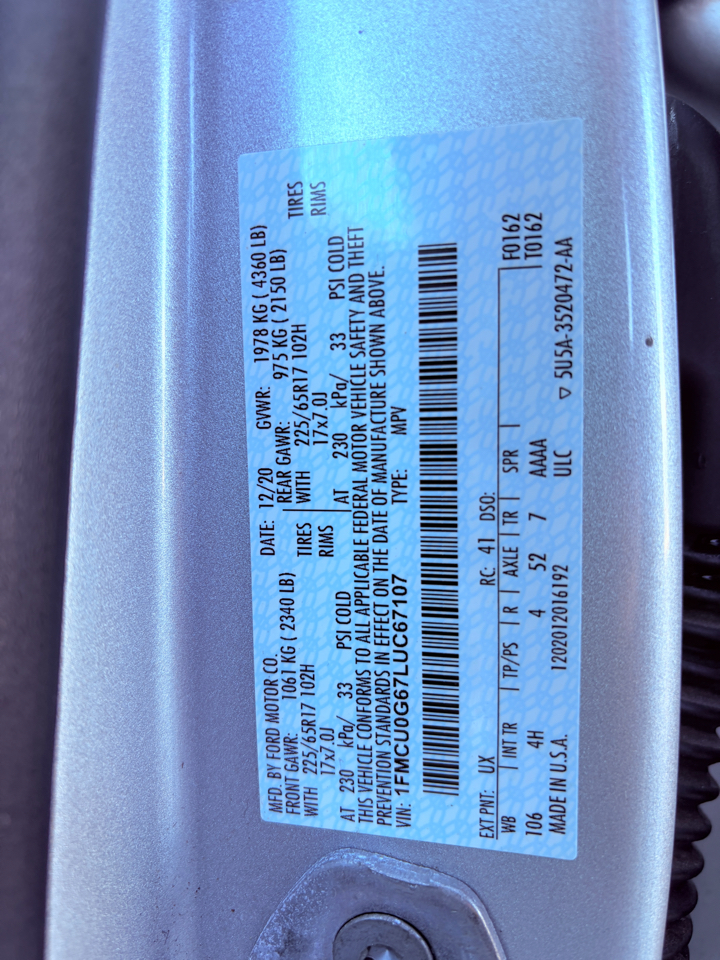 MFD. BY FORD MOTOR CO. DATE: 12/20 GVWR: 1978 KG ( 4360 LB)
FRONT GAWR: 1061 KG ( 2340 LB) REAR GAWR: 975 KG ( 2150 LB)
WITH 225/65R17 102H TIRES WITH 225/65R17 102H TIRES
17x7.0J RIMS 17x7.0J RIMS
AT 230 kPa/ 33 PSI COLD AT 230 kPa/ 33 PSI COLD
THIS VEHICLE CONFORMS TO ALL APPLICABLE FEDERAL MOTOR VEHICLE SAFETY AND THEFT
PREVENTION STANDARDS IN EFFECT ON THE DATE OF MANUFACTURE SHOWN ABOVE.
VIN: 1FMCU0G67LUC67107 TYPE: MPV
EXT PNT: UX RC: 41 DSO:
WB INT TR TP/PS R AXLE TR SPR F0162
106 4H 4 52 7 AAAA T0162
MADE IN U.S.A. 1202012016192 ULC
▽ 5U5A-3520472-AA